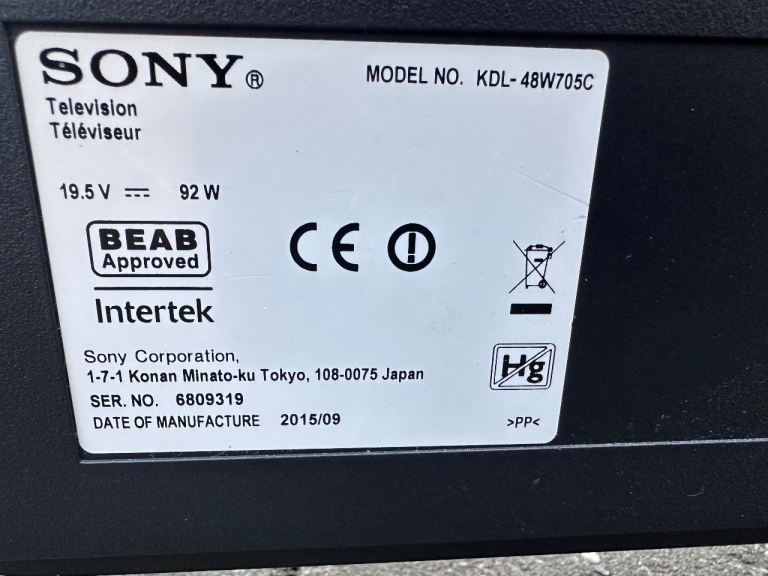 SONY®
MODEL NO. KDL-48W705C
Television
Téléviseur
19.5 V ⎓ 92 W
BEAB
Approved
Intertek
CE
Hg
Sony Corporation,
1-7-1 Konan Minato-ku Tokyo, 108-0075 Japan
SER. NO. 6809319
DATE OF MANUFACTURE 2015/09
>PP<